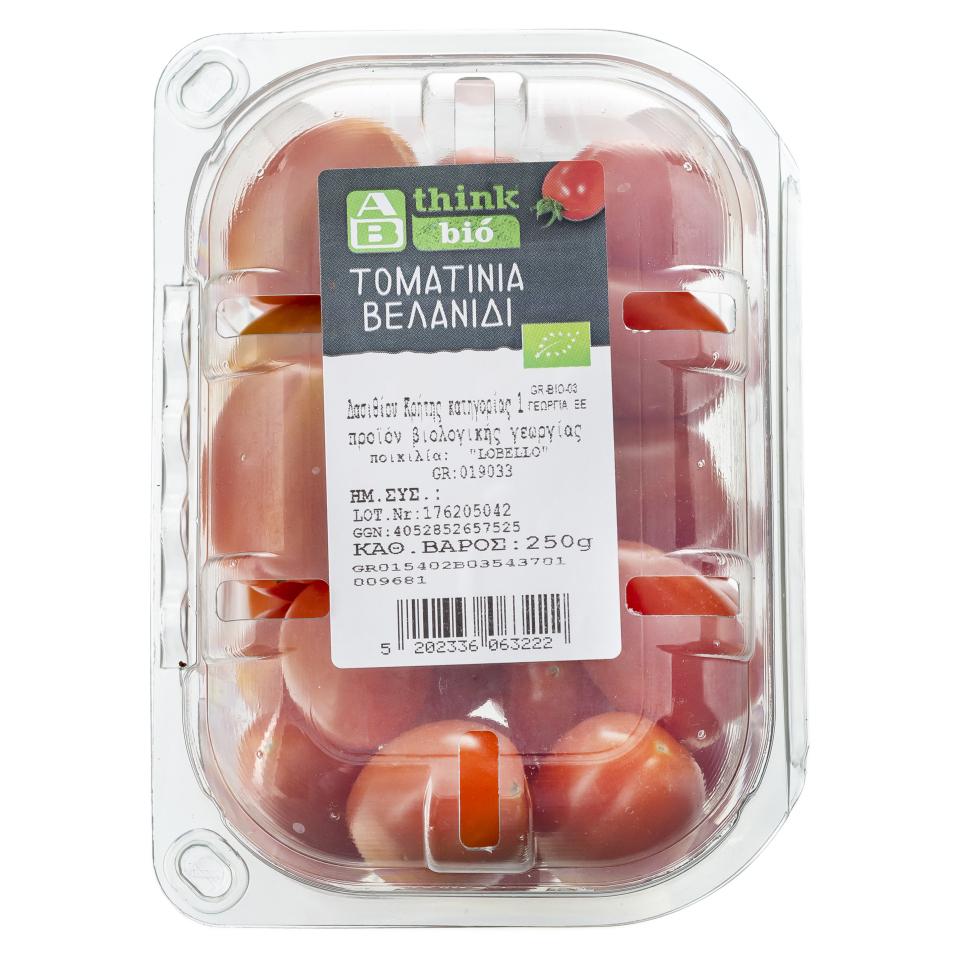 AB
think
bió
ΤΟΜΑΤΙΝΙΑ
ΒΕΛΑΝΙΔΙ
GR-BIO-03
ΓΕΩΡΓΙΑ ΕΕ
Λασιθίου Κρήτης κατηγορίας 1
προϊόν βιολογικής γεωργίας
ποικιλία: "LOBELLO"
GR:019033
ΗΜ.ΣΥΣ.:
LOT.Nr:176205042
GGN:4052852657525
ΚΑΘ.ΒΑΡΟΣ:250g
GR015402B03543701
009681
5 202336 063222